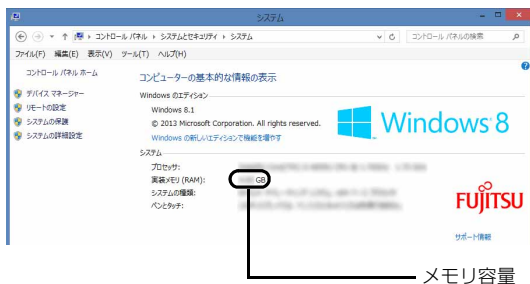 システム
コントロール パネル ▸ システムとセキュリティ ▸ システム
コントロール パネルの検索
ファイル(F) 編集(E) 表示(V) ツール(T) ヘルプ(H)
コントロール パネル ホーム
デバイス マネージャー
リモートの設定
システムの保護
システムの詳細設定
コンピューターの基本的な情報の表示
Windows のエディション
Windows 8.1
© 2013 Microsoft Corporation. All rights reserved.
Windows の新しいエディションで機能を増やす
Windows 8
システム
プロセッサ:
実装メモリ (RAM): GB
システムの種類:
ペンとタッチ:
FUJITSU
サポート情報
メモリ容量